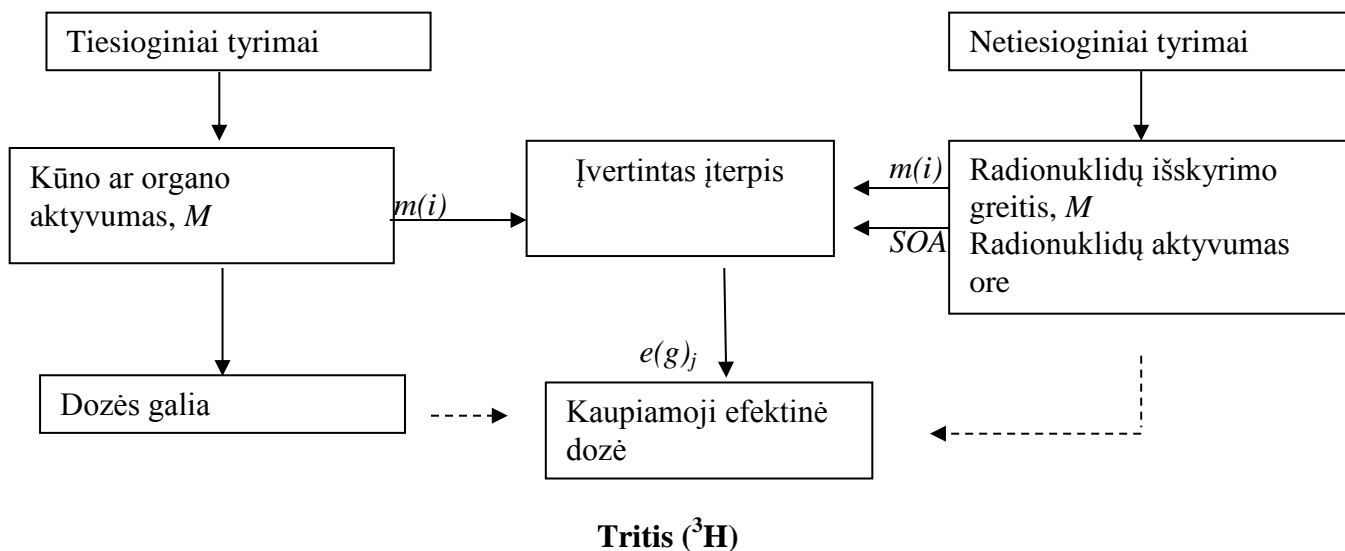 Tiesioginiai tyrimai
Netiesioginiai tyrimai
Kūno ar organo
aktyvumas, M
m(i)
Įvertintas įterpis
m(i)
SOA
Radionuklidų išskyrimo
greitis, M
Radionuklidų aktyvumas
ore
e(g)j
Dozės galia
Kaupiamoji efektinė
dozė
Tritis (³H)